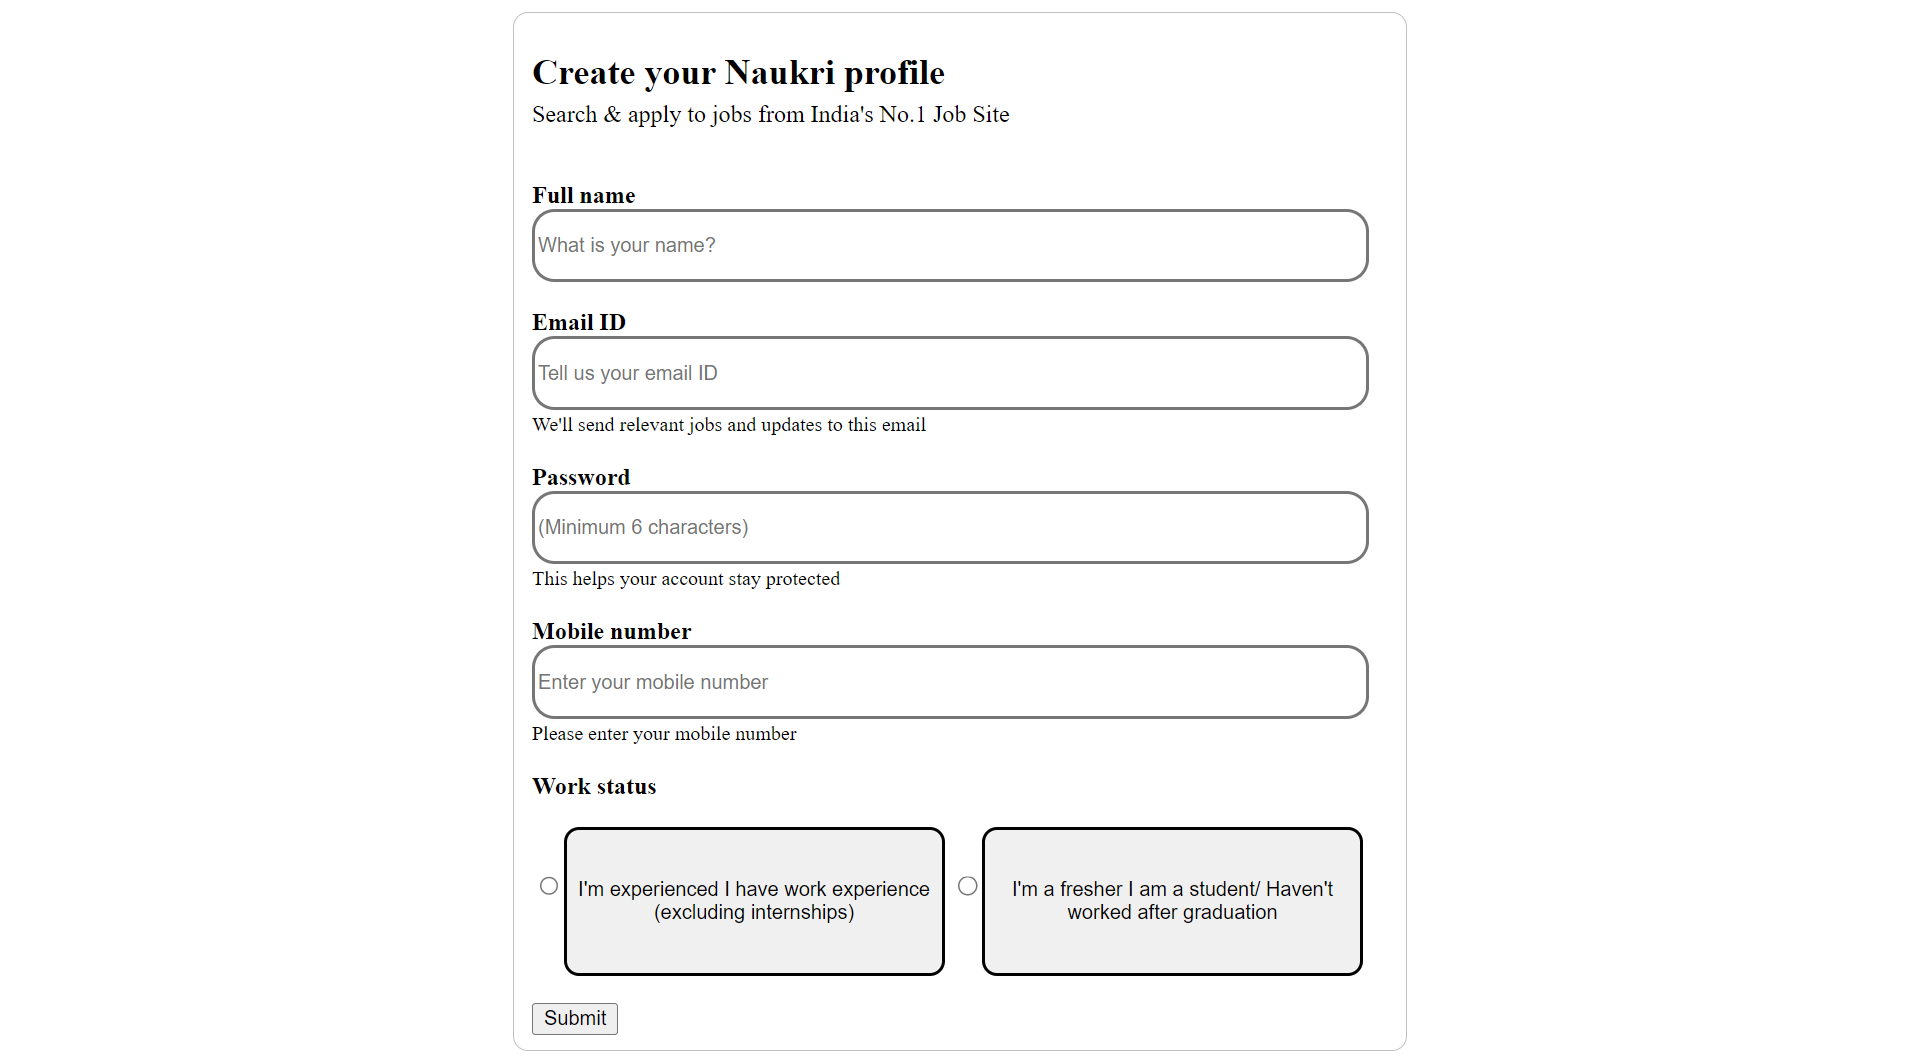 Create your Naukri profile
Search & apply to jobs from India's No.1 Job Site
Full name
What is your name?
Email ID
Tell us your email ID
We'll send relevant jobs and updates to this email
Password
(Minimum 6 characters)
This helps your account stay protected
Mobile number
Enter your mobile number
Please enter your mobile number
Work status
I'm experienced I have work experience
(excluding internships)
I'm a fresher I am a student/ Haven't
worked after graduation
Submit